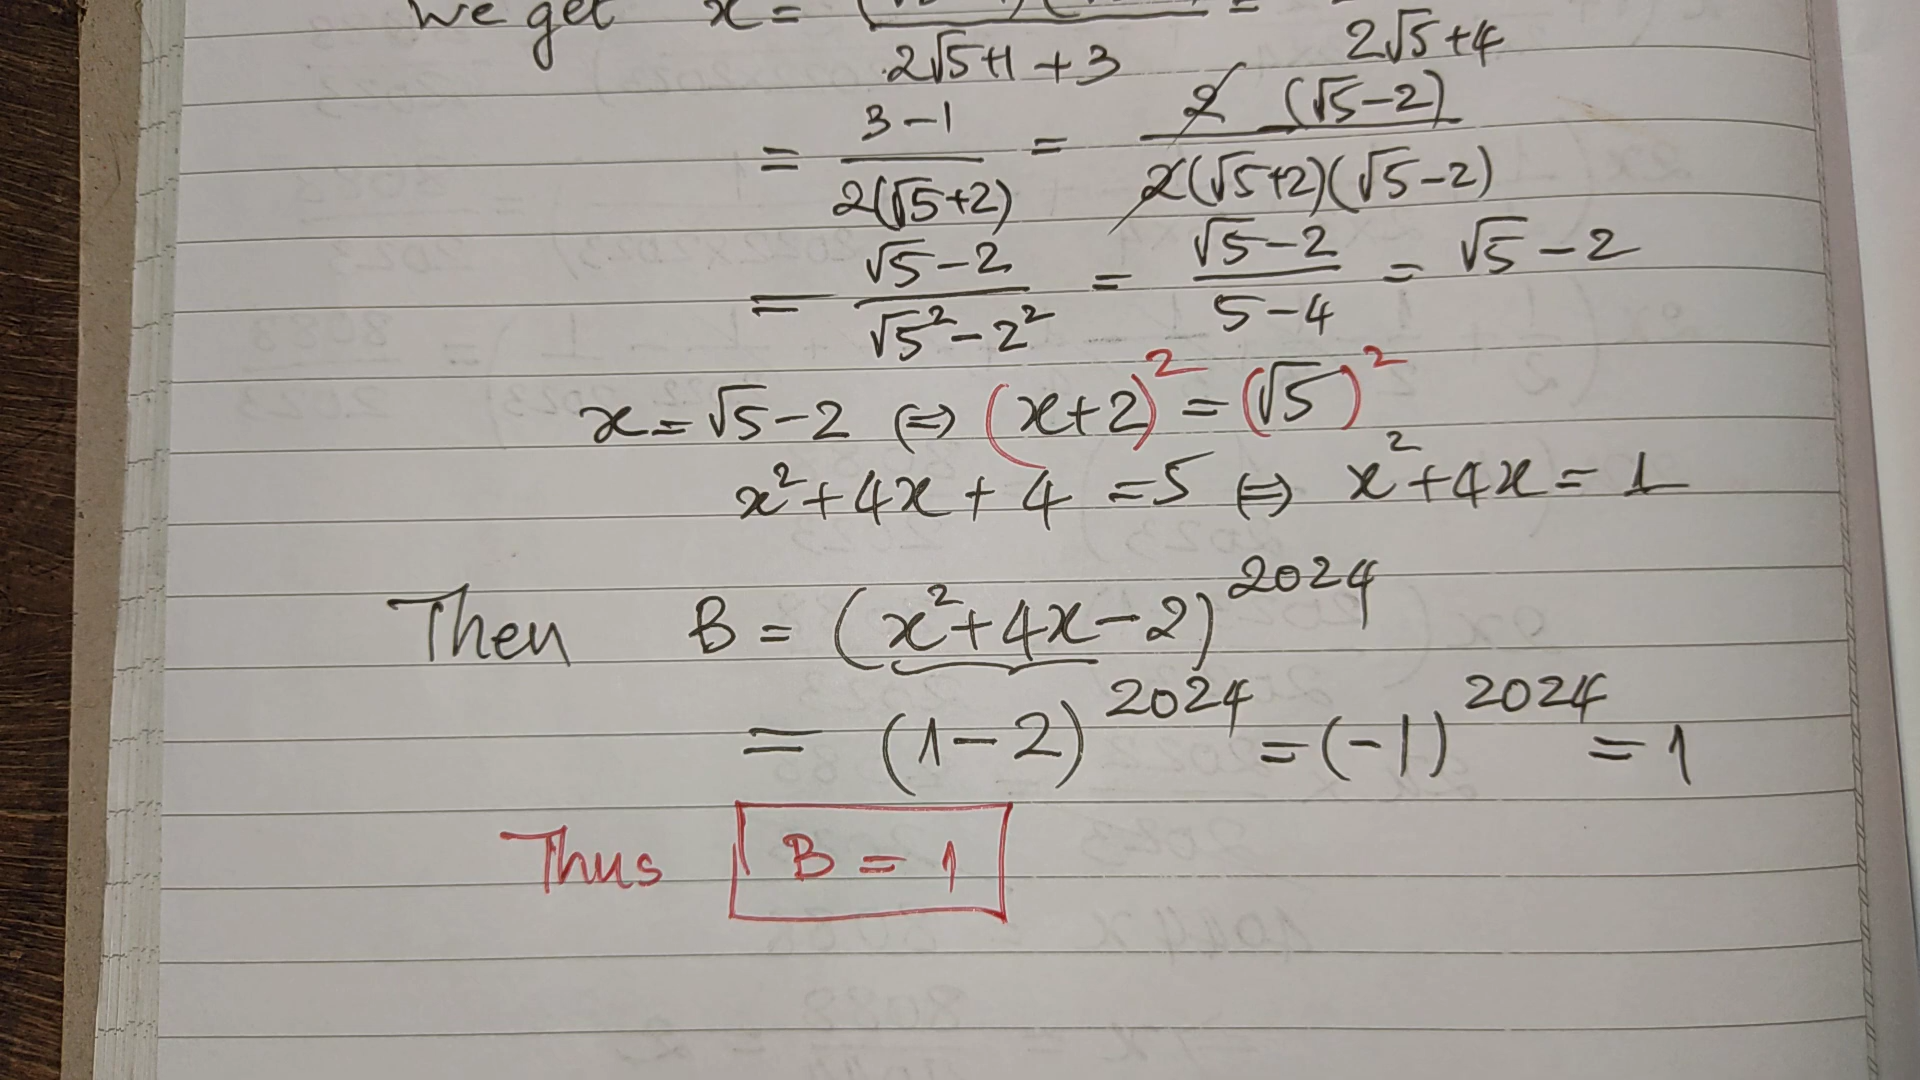 We get x = =
2√5+1 + 3 2√5+4
= 3-1 / 2(√5+2) = 2 (√5-2) / 2(√5+2)(√5-2)
= √5-2 / √5²-2² = √5-2 / 5-4 = √5-2
x = √5-2 ⇔ (x+2)² = (√5)²
x²+4x+4 = 5 ⇔ x²+4x = 1
Then B = (x²+4x-2)^2024
= (1-2)^2024 = (-1)^2024 = 1
Thus B = 1